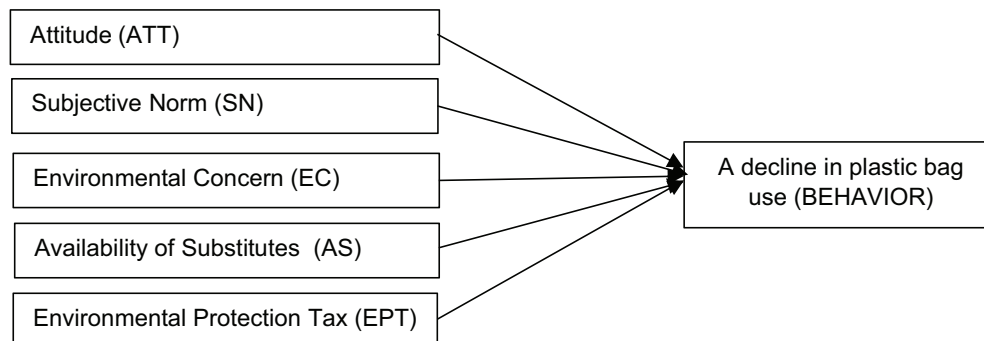 Attitude (ATT)
Subjective Norm (SN)
Environmental Concern (EC)
Availability of Substitutes (AS)
Environmental Protection Tax (EPT)
A decline in plastic bag
use (BEHAVIOR)